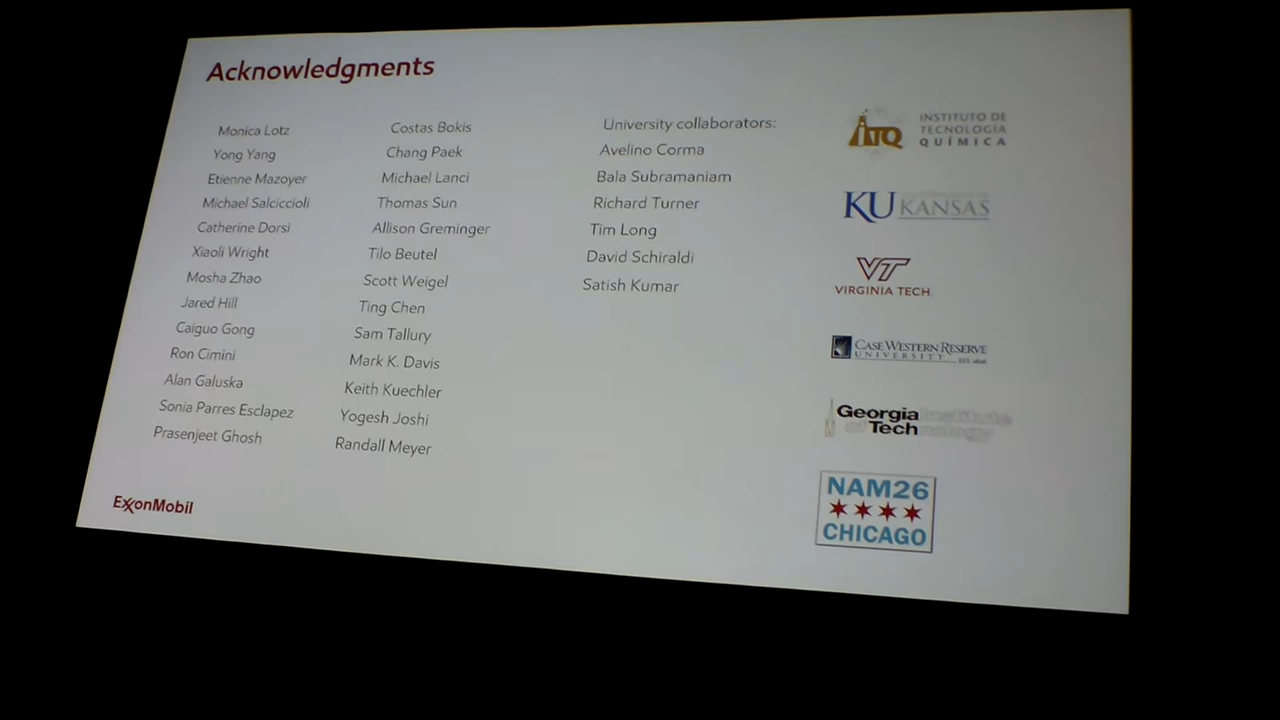 Acknowledgments
Monica Lotz
Yong Yang
Etienne Mazoyer
Michael Salciccioli
Catherine Dorsi
Xiaoli Wright
Mosha Zhao
Jared Hill
Caiguo Gong
Ron Cimini
Alan Galuska
Sonia Parres Esclapez
Prasenjeet Ghosh
Costas Bokis
Chang Paek
Michael Lanci
Thomas Sun
Allison Greminger
Tilo Beutel
Scott Weigel
Ting Chen
Sam Tallury
Mark K. Davis
Keith Kuechler
Yogesh Joshi
Randall Meyer
University collaborators:
Avelino Corma
Bala Subramaniam
Richard Turner
Tim Long
David Schiraldi
Satish Kumar
ITQ
INSTITUTO DE
TECNOLOGÍA
QUÍMICA
KU KANSAS
VT
VIRGINIA TECH
CASE WESTERN RESERVE
UNIVERSITY
Georgia Institute
of Technology
NAM26
CHICAGO
ExxonMobil